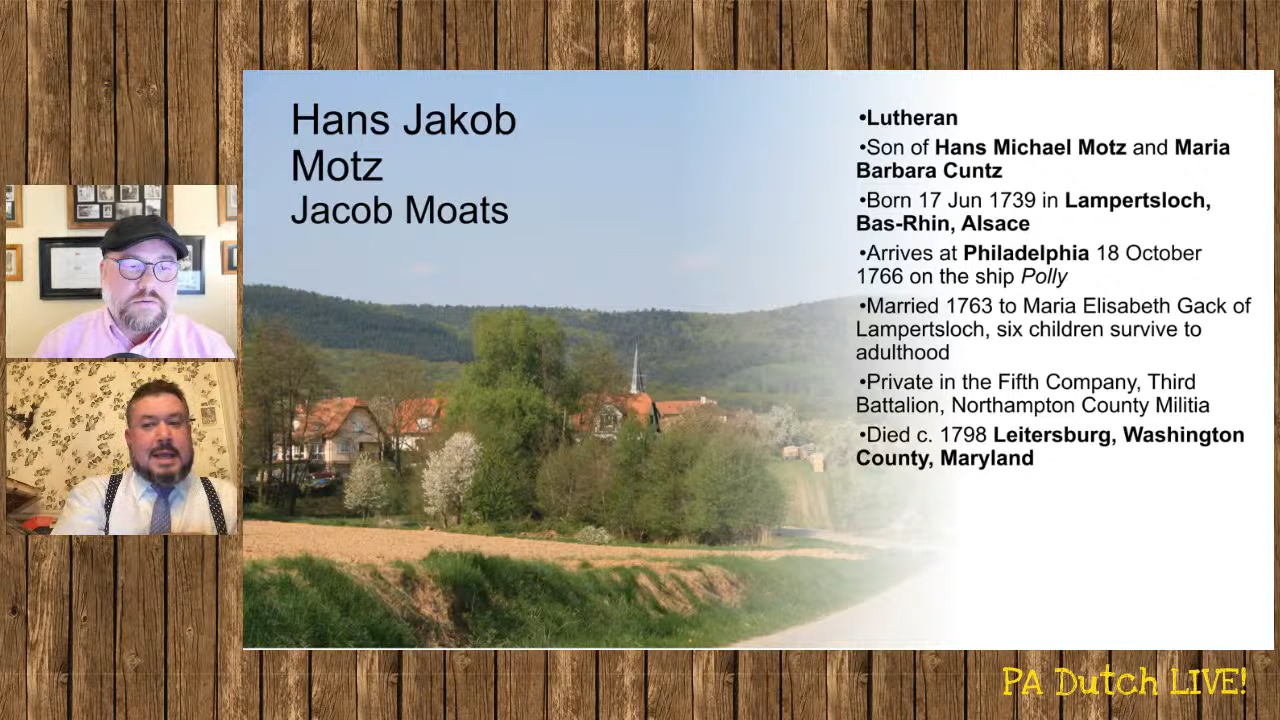 Hans Jakob
Motz
Jacob Moats
•Lutheran
•Son of Hans Michael Motz and Maria
Barbara Cuntz
•Born 17 Jun 1739 in Lampertsloch,
Bas-Rhin, Alsace
•Arrives at Philadelphia 18 October
1766 on the ship Polly
•Married 1763 to Maria Elisabeth Gack of
Lampertsloch, six children survive to
adulthood
•Private in the Fifth Company, Third
Battalion, Northampton County Militia
•Died c. 1798 Leitersburg, Washington
County, Maryland
PA Dutch LIVE!